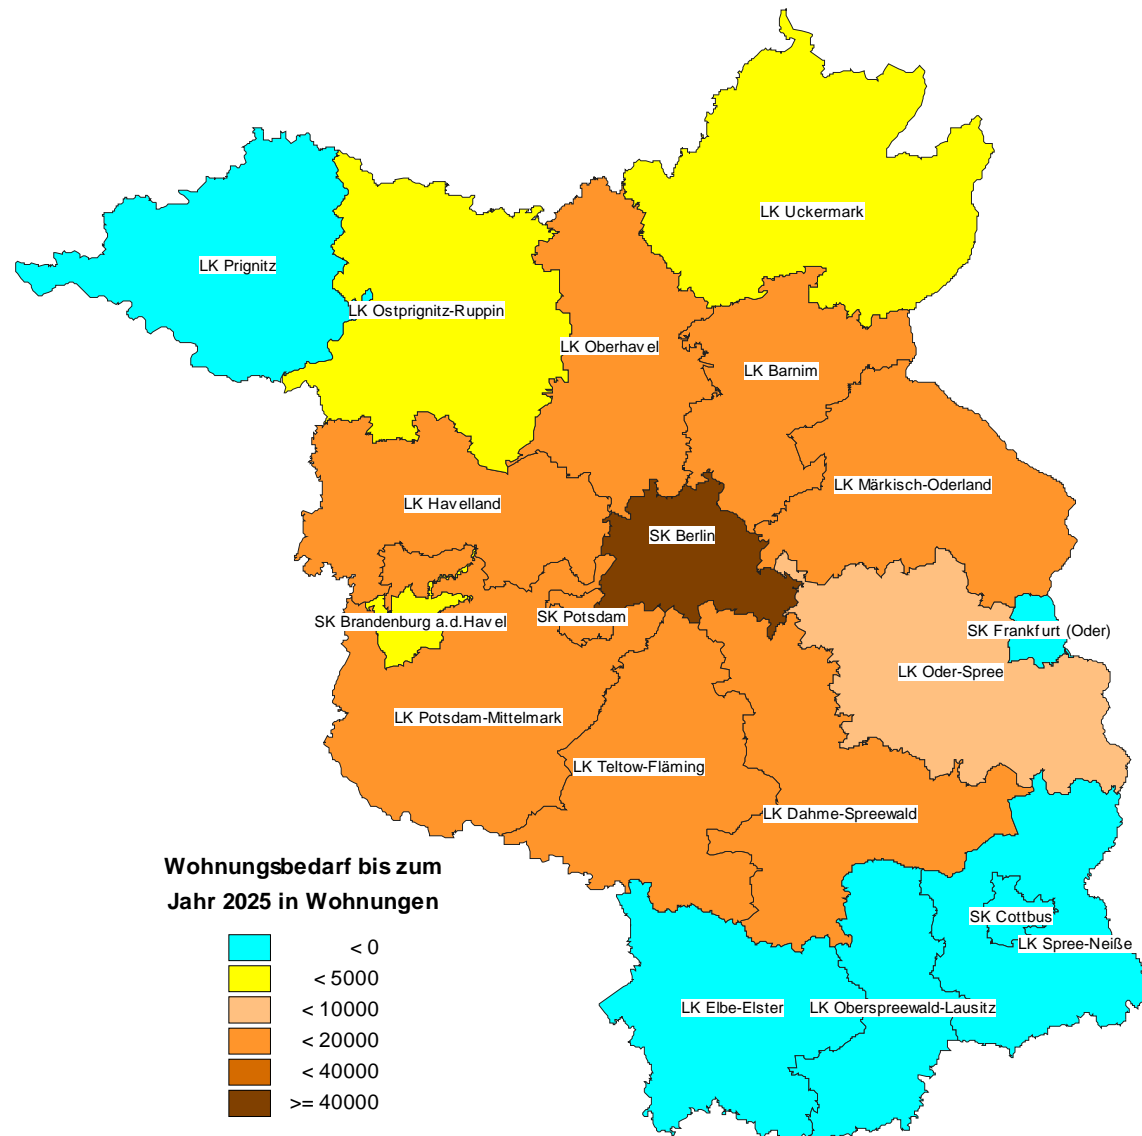 LK Uckermark
LK Prignitz
LK Ostprignitz-Ruppin
LK Oberhavel
LK Barnim
LK Märkisch-Oderland
LK Havelland
SK Berlin
SK Brandenburg a.d.Havel
SK Potsdam
SK Frankfurt (Oder)
LK Oder-Spree
LK Potsdam-Mittelmark
LK Teltow-Fläming
LK Dahme-Spreewald
Wohnungsbedarf bis zum
Jahr 2025 in Wohnungen
SK Cottbus
LK Spree-Neiße
LK Elbe-Elster
LK Oberspreewald-Lausitz
< 0
< 5000
< 10000
< 20000
< 40000
>= 40000